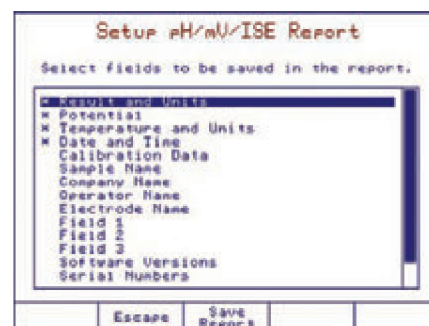 Setup pH/mV/ISE Report
Select fields to be saved in the report.
* Result and Units
* Potential
* Temperature and Units
* Date and Time
Calibration Data
Sample Name
Company Name
Operator Name
Electrode Name
Field 1
Field 2
Field 3
Software Versions
Serial Numbers
Escape
Save
Report